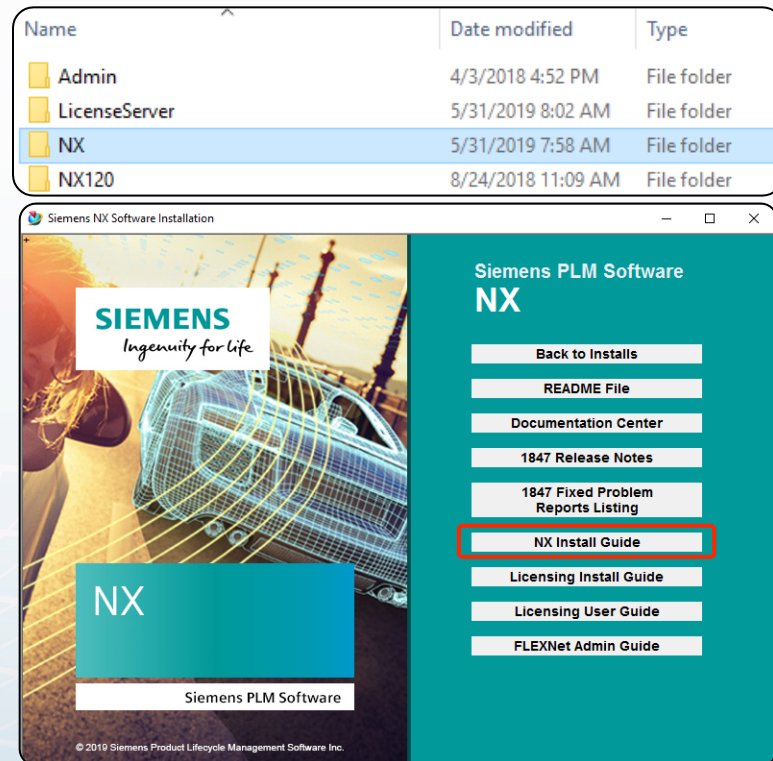 Name Date modified Type
Admin 4/3/2018 4:52 PM File folder
LicenseServer 5/31/2019 8:02 AM File folder
NX 5/31/2019 7:58 AM File folder
NX120 8/24/2018 11:09 AM File folder
Siemens NX Software Installation
SIEMENS
Ingenuity for life
NX
Siemens PLM Software
© 2019 Siemens Product Lifecycle Management Software Inc.
Siemens PLM Software
NX
Back to Installs
README File
Documentation Center
1847 Release Notes
1847 Fixed Problem
Reports Listing
NX Install Guide
Licensing Install Guide
Licensing User Guide
FLEXNet Admin Guide